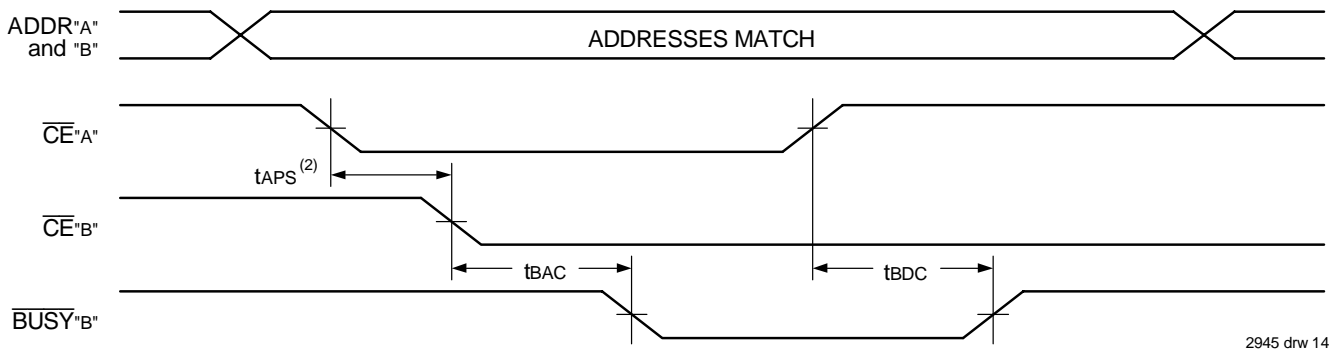 ADDR"A"
and "B"
ADDRESSES MATCH
CE"A"
tAPS (2)
CE"B"
tBAC
tBDC
BUSY"B"
2945 drw 14